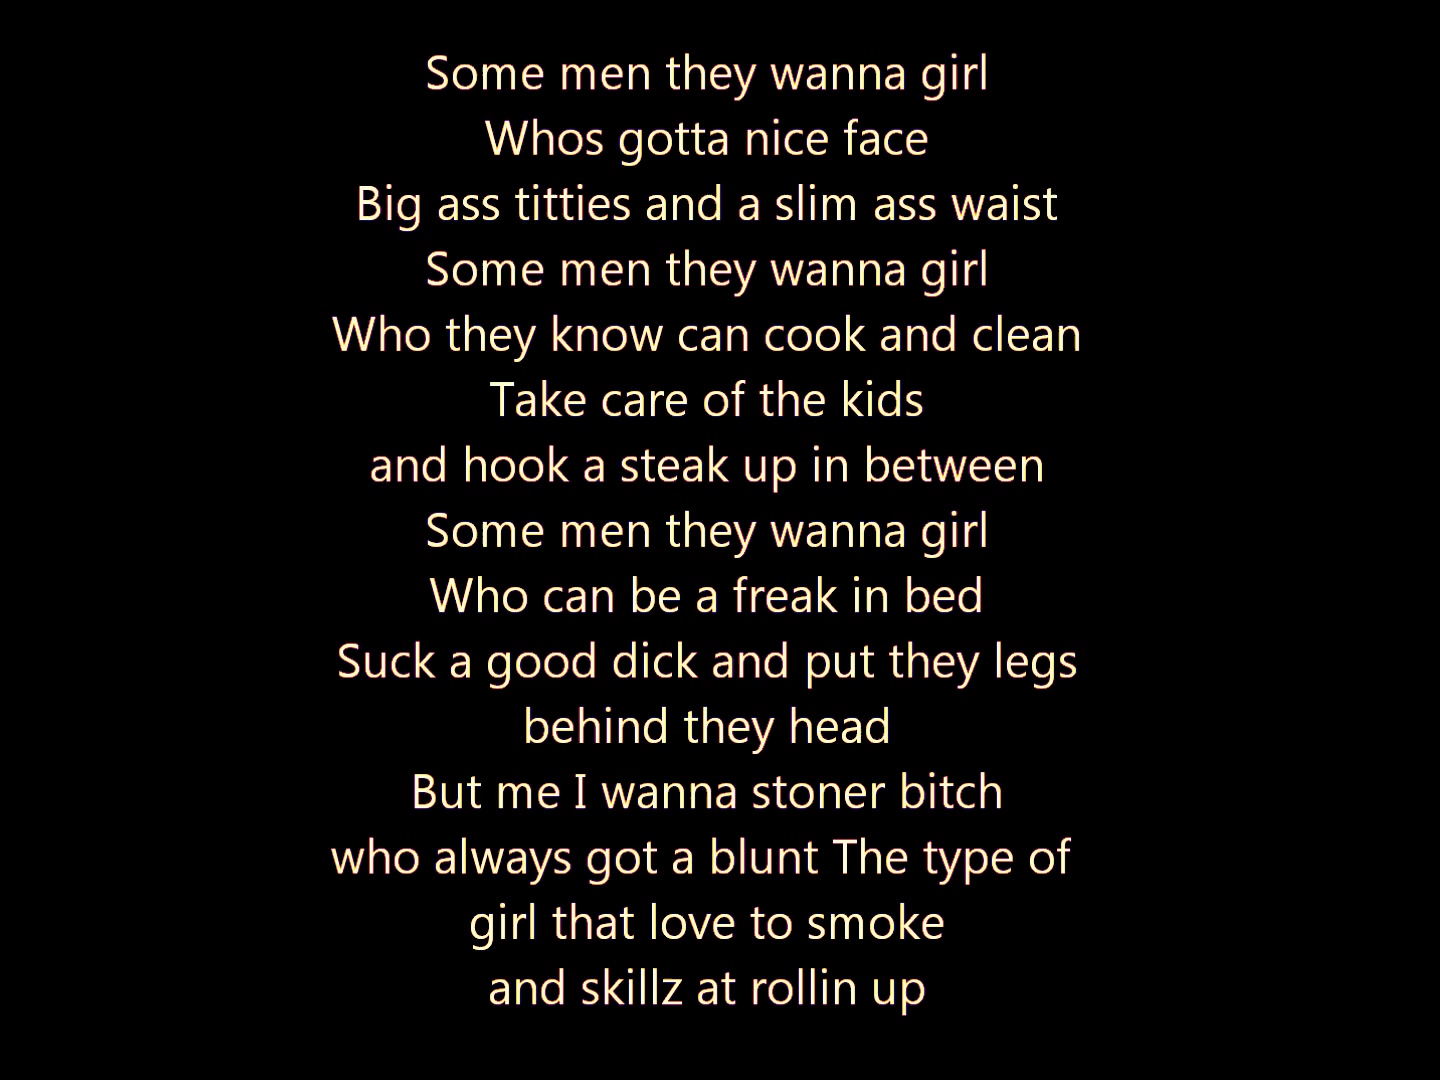 Some men they wanna girl
Whos gotta nice face
Big ass titties and a slim ass waist
Some men they wanna girl
Who they know can cook and clean
Take care of the kids
and hook a steak up in between
Some men they wanna girl
Who can be a freak in bed
Suck a good dick and put they legs
behind they head
But me I wanna stoner bitch
who always got a blunt The type of
girl that love to smoke
and skillz at rollin up